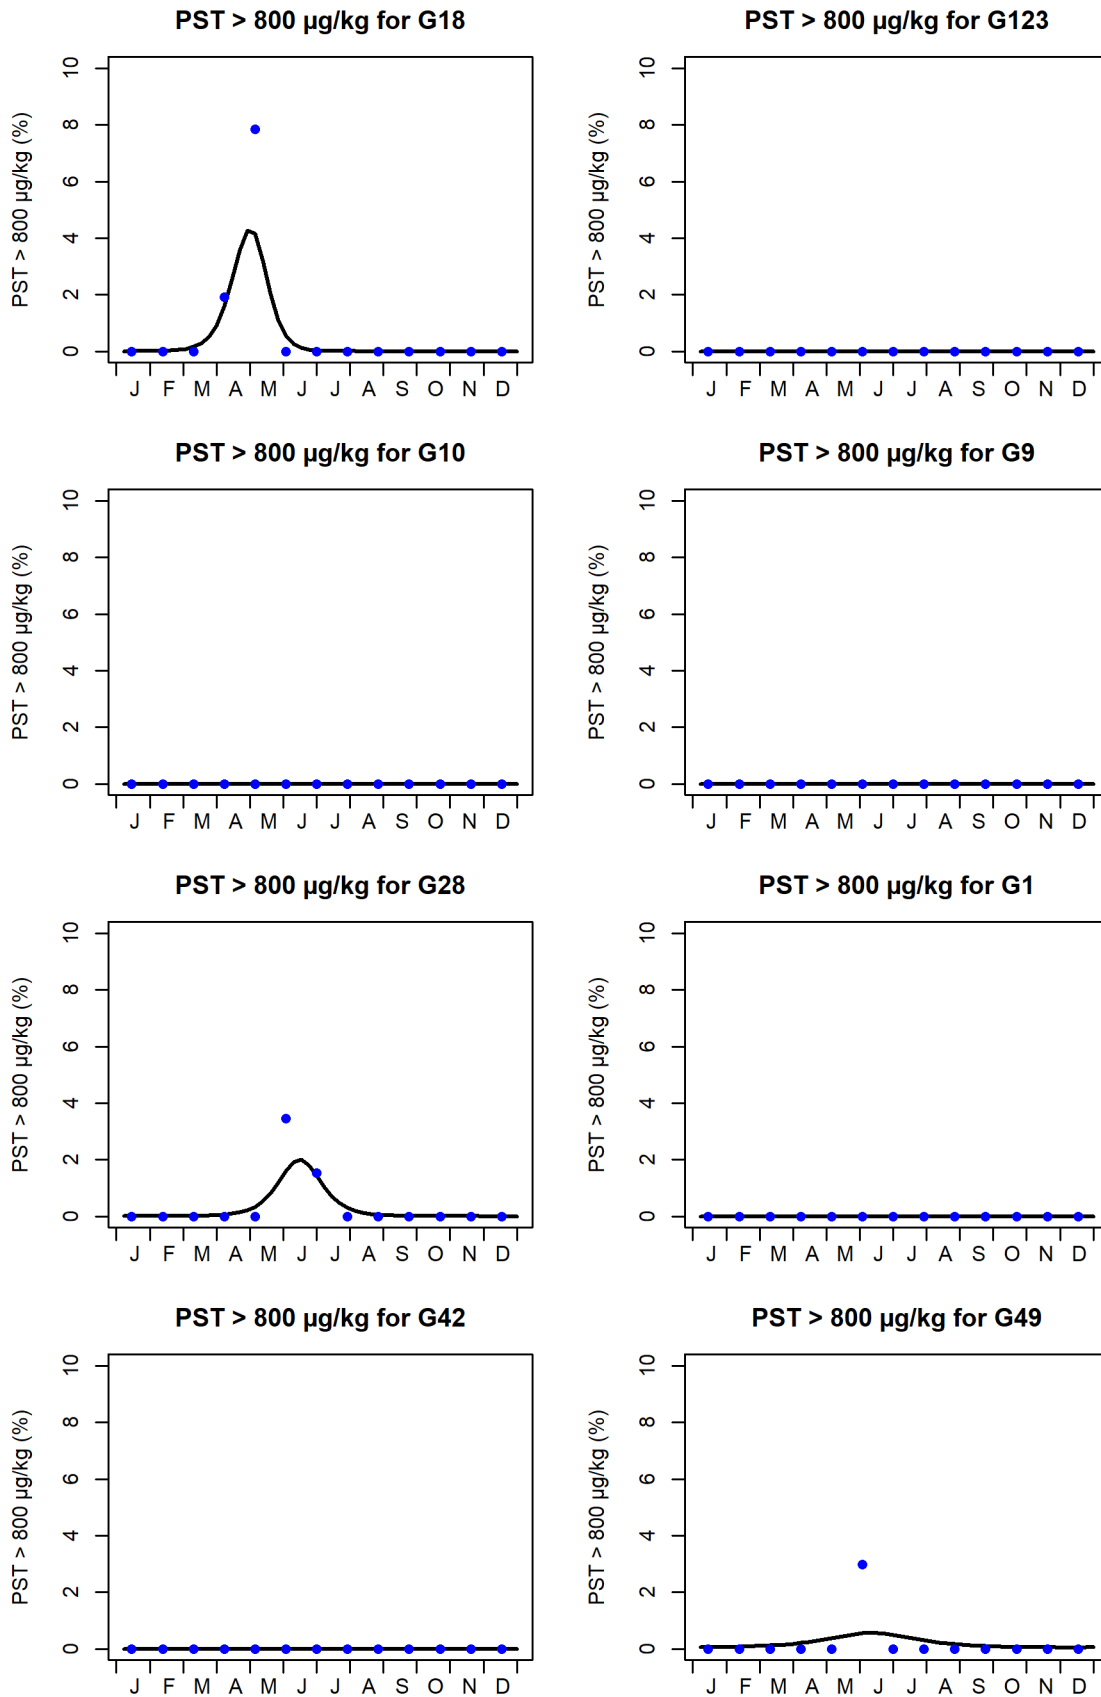 PST > 800 µg/kg for G18
PST > 800 µg/kg (%)
10
8
6
4
2
0
J F M A M J J A S O N D
PST > 800 µg/kg for G123
PST > 800 µg/kg (%)
10
8
6
4
2
0
J F M A M J J A S O N D
PST > 800 µg/kg for G10
PST > 800 µg/kg (%)
10
8
6
4
2
0
J F M A M J J A S O N D
PST > 800 µg/kg for G9
PST > 800 µg/kg (%)
10
8
6
4
2
0
J F M A M J J A S O N D
PST > 800 µg/kg for G28
PST > 800 µg/kg (%)
10
8
6
4
2
0
J F M A M J J A S O N D
PST > 800 µg/kg for G1
PST > 800 µg/kg (%)
10
8
6
4
2
0
J F M A M J J A S O N D
PST > 800 µg/kg for G42
PST > 800 µg/kg (%)
10
8
6
4
2
0
J F M A M J J A S O N D
PST > 800 µg/kg for G49
PST > 800 µg/kg (%)
10
8
6
4
2
0
J F M A M J J A S O N D